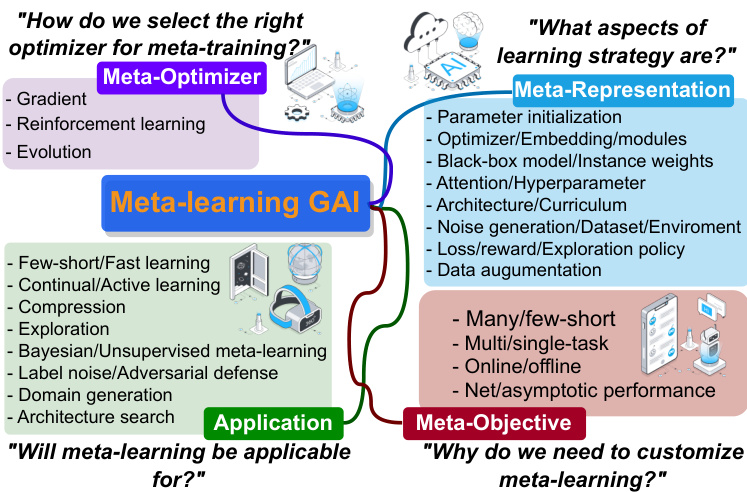 "How do we select the right
optimizer for meta-training?"
Meta-Optimizer
- Gradient
- Reinforcement learning
- Evolution
"What aspects of
learning strategy are?"
AI
Meta-Representation
- Parameter initialization
- Optimizer/Embedding/modules
- Black-box model/Instance weights
- Attention/Hyperparameter
- Architecture/Curriculum
- Noise generation/Dataset/Enviroment
- Loss/reward/Exploration policy
- Data augumentation
Meta-learning GAI
- Few-short/Fast learning
- Continual/Active learning
- Compression
- Exploration
- Bayesian/Unsupervised meta-learning
- Label noise/Adversarial defense
- Domain generation
- Architecture search
Application
"Will meta-learning be applicable
for?"
- Many/few-short
- Multi/single-task
- Online/offline
- Net/asymptotic performance
Meta-Objective
"Why do we need to customize
meta-learning?"